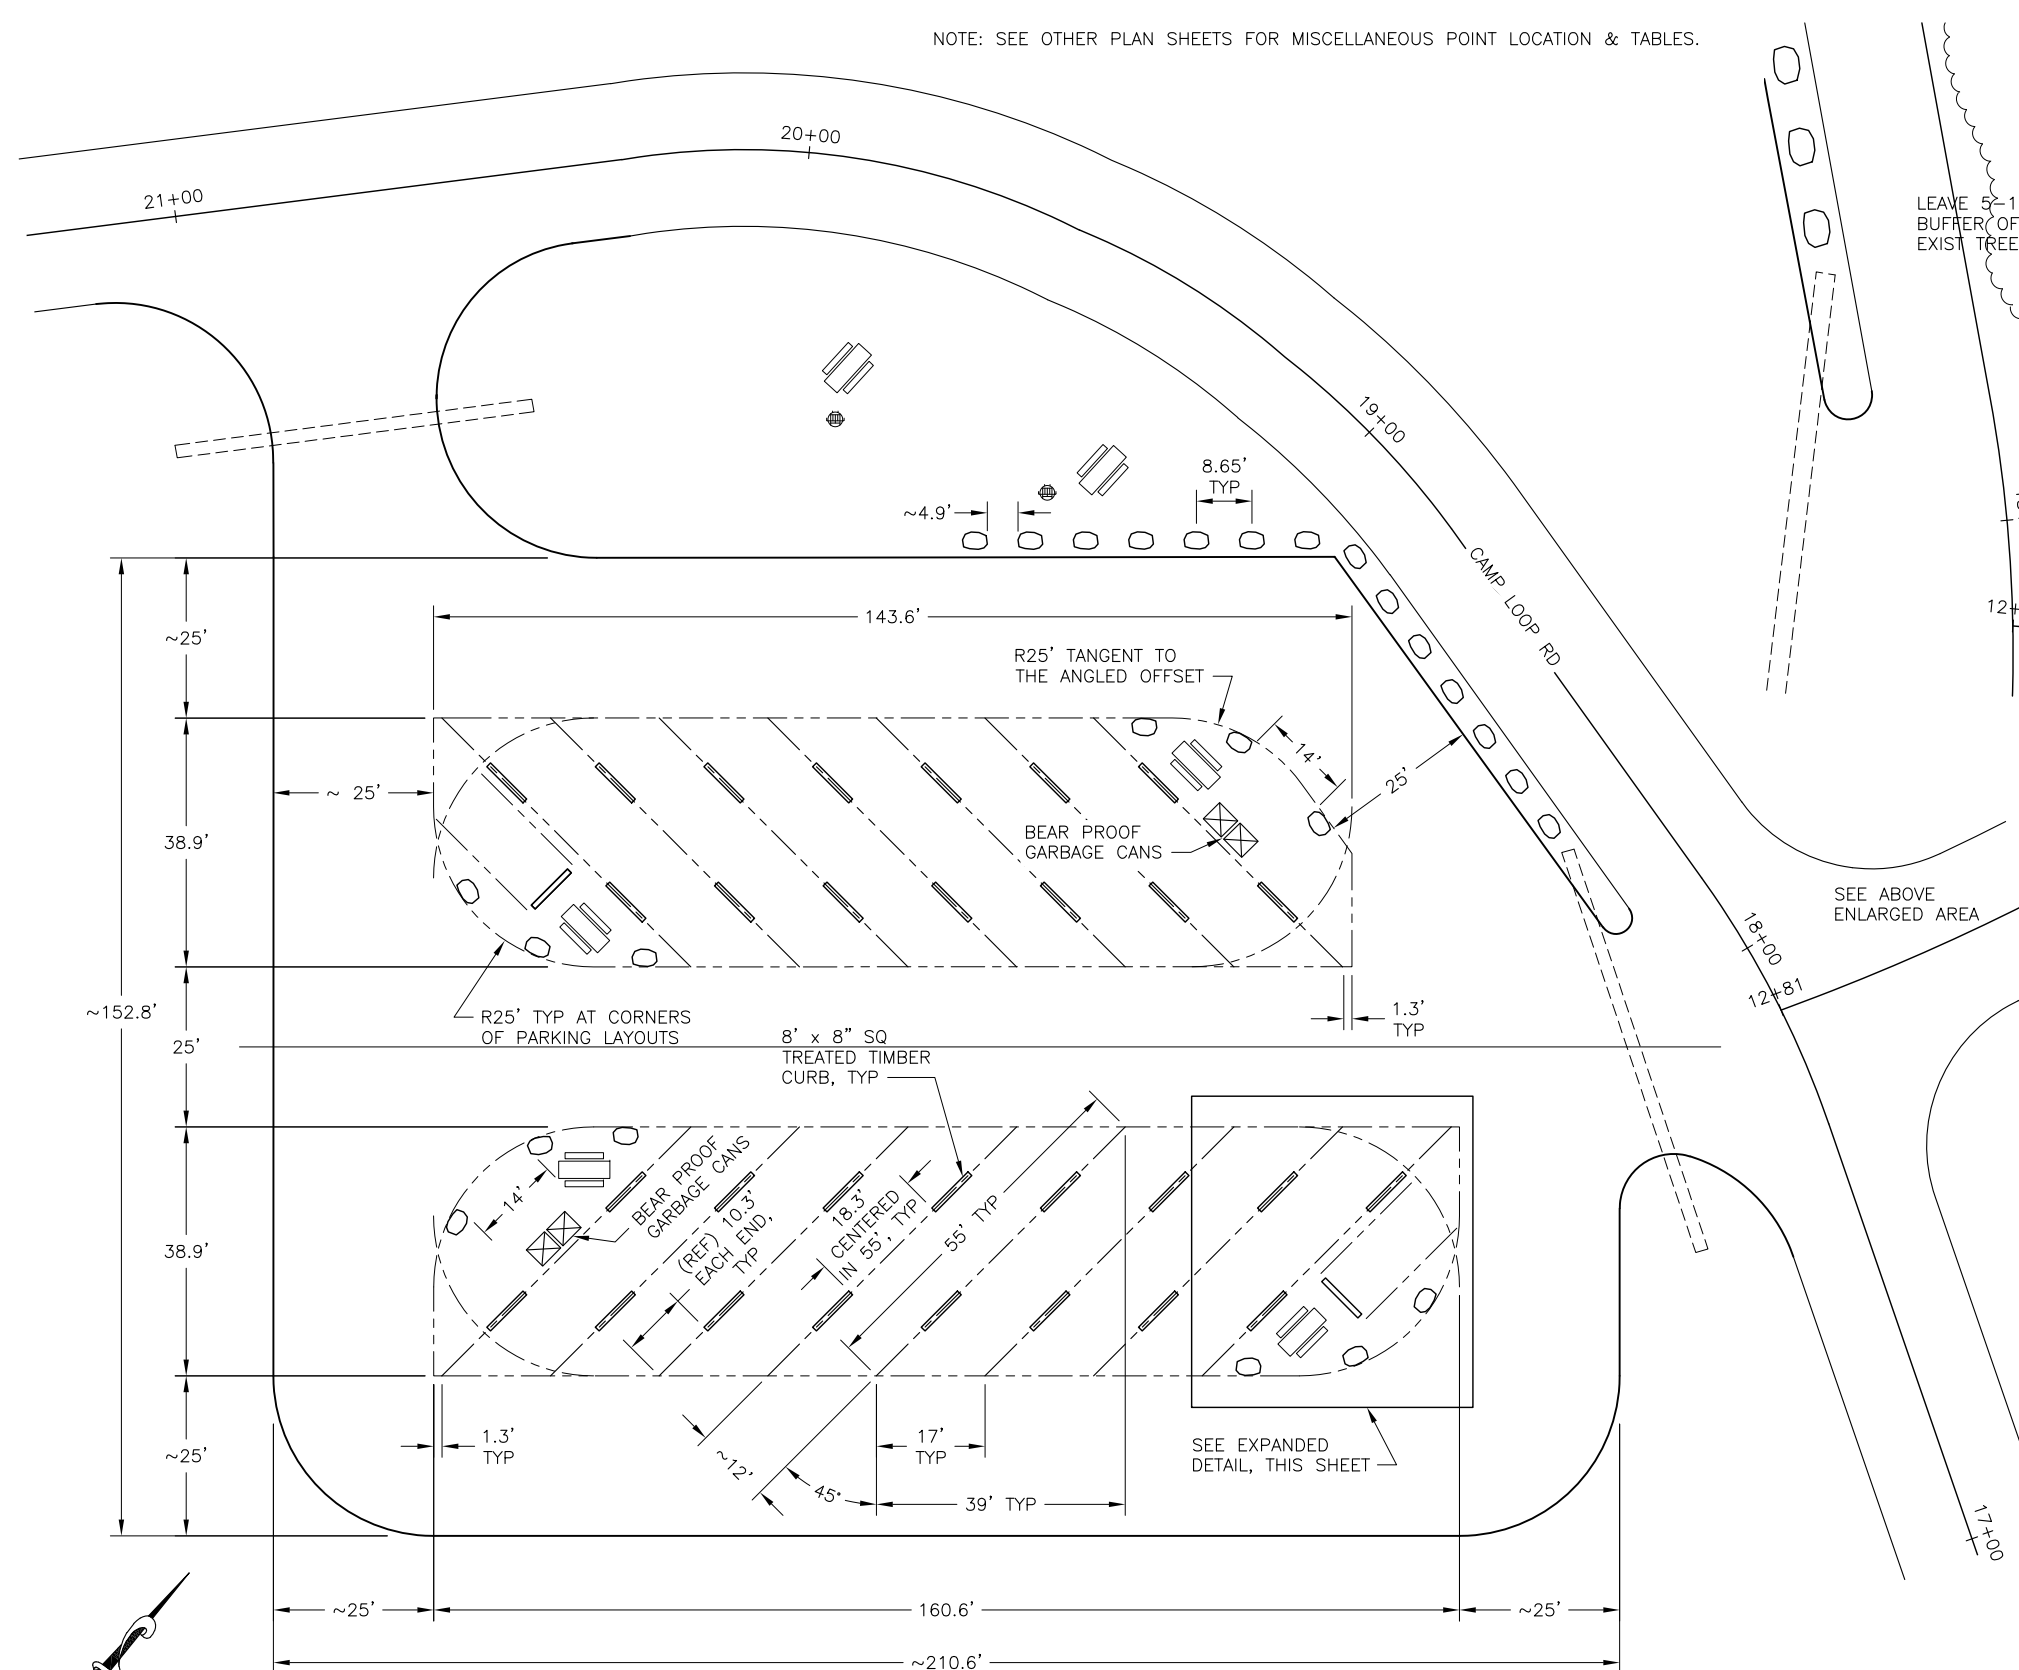 NOTE: SEE OTHER PLAN SHEETS FOR MISCELLANEOUS POINT LOCATION & TABLES.
20+00
21+00
LEAVE 5-1
BUFFER OF
EXIST TREE
19+00
8.65'
TYP
~4.9'
CAMP LOOP RD
12+
143.6'
~25'
R25' TANGENT TO
THE ANGLED OFFSET
14'
25'
~ 25'
38.9'
BEAR PROOF
GARBAGE CANS
SEE ABOVE
ENLARGED AREA
18+00
12+81
~152.8'
R25' TYP AT CORNERS
OF PARKING LAYOUTS
1.3'
TYP
25'
8' x 8" SQ
TREATED TIMBER
CURB, TYP
BEAR PROOF
GARBAGE CANS
14'
(REF) 10.3'
EACH END,
TYP
18.3'
CENTERED
IN 55', TYP
55' TYP
38.9'
1.3'
TYP
17'
TYP
SEE EXPANDED
DETAIL, THIS SHEET
~25'
~12'
45°
39' TYP
17+00
~25'
160.6'
~25'
~210.6'